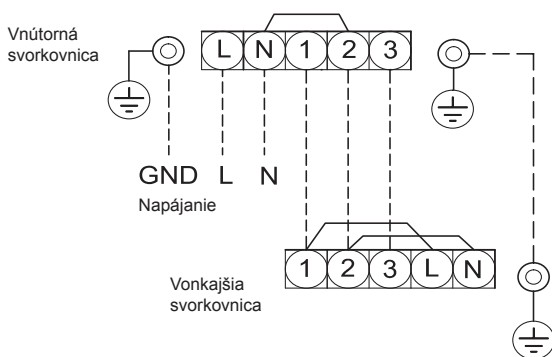 Vnútorná
svorkovnica
L N 1 2 3
GND L N
Napájanie
1 2 3 L N
Vonkajšia
svorkovnica